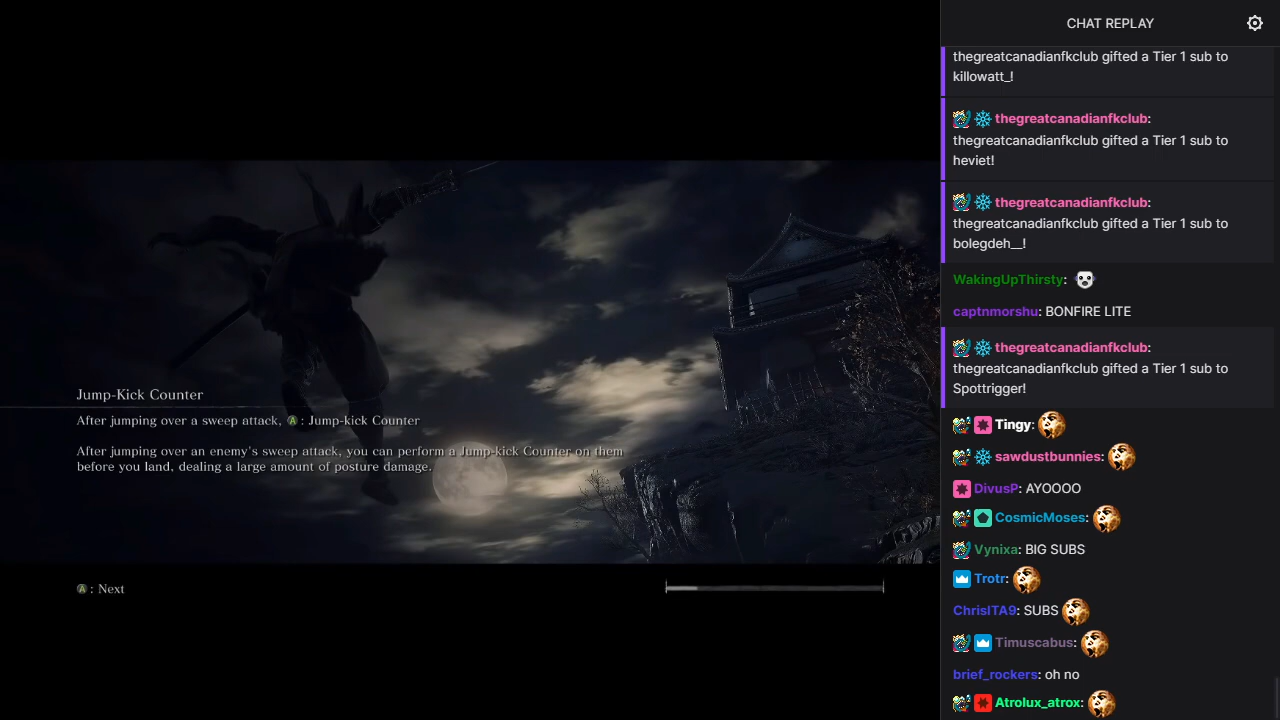 CHAT REPLAY
thegreatcanadianfkclub gifted a Tier 1 sub to
killowatt_!
thegreatcanadianfkclub:
thegreatcanadianfkclub gifted a Tier 1 sub to
heviet!
thegreatcanadianfkclub:
thegreatcanadianfkclub gifted a Tier 1 sub to
bolegdeh__!
WakingUpThirsty:
captnmorshu: BONFIRE LITE
thegreatcanadianfkclub:
thegreatcanadianfkclub gifted a Tier 1 sub to
Spottrigger!
Tingy:
sawdustbunnies:
DivusP: AYOOOO
CosmicMoses:
Vynixa: BIG SUBS
Trotr:
ChrisITA9: SUBS
Timuscabus:
brief_rockers: oh no
Atrolux_atrox:
Jump-Kick Counter
After jumping over a sweep attack, A : Jump-kick Counter
After jumping over an enemy's sweep attack, you can perform a Jump-kick Counter on them
before you land, dealing a large amount of posture damage.
A : Next